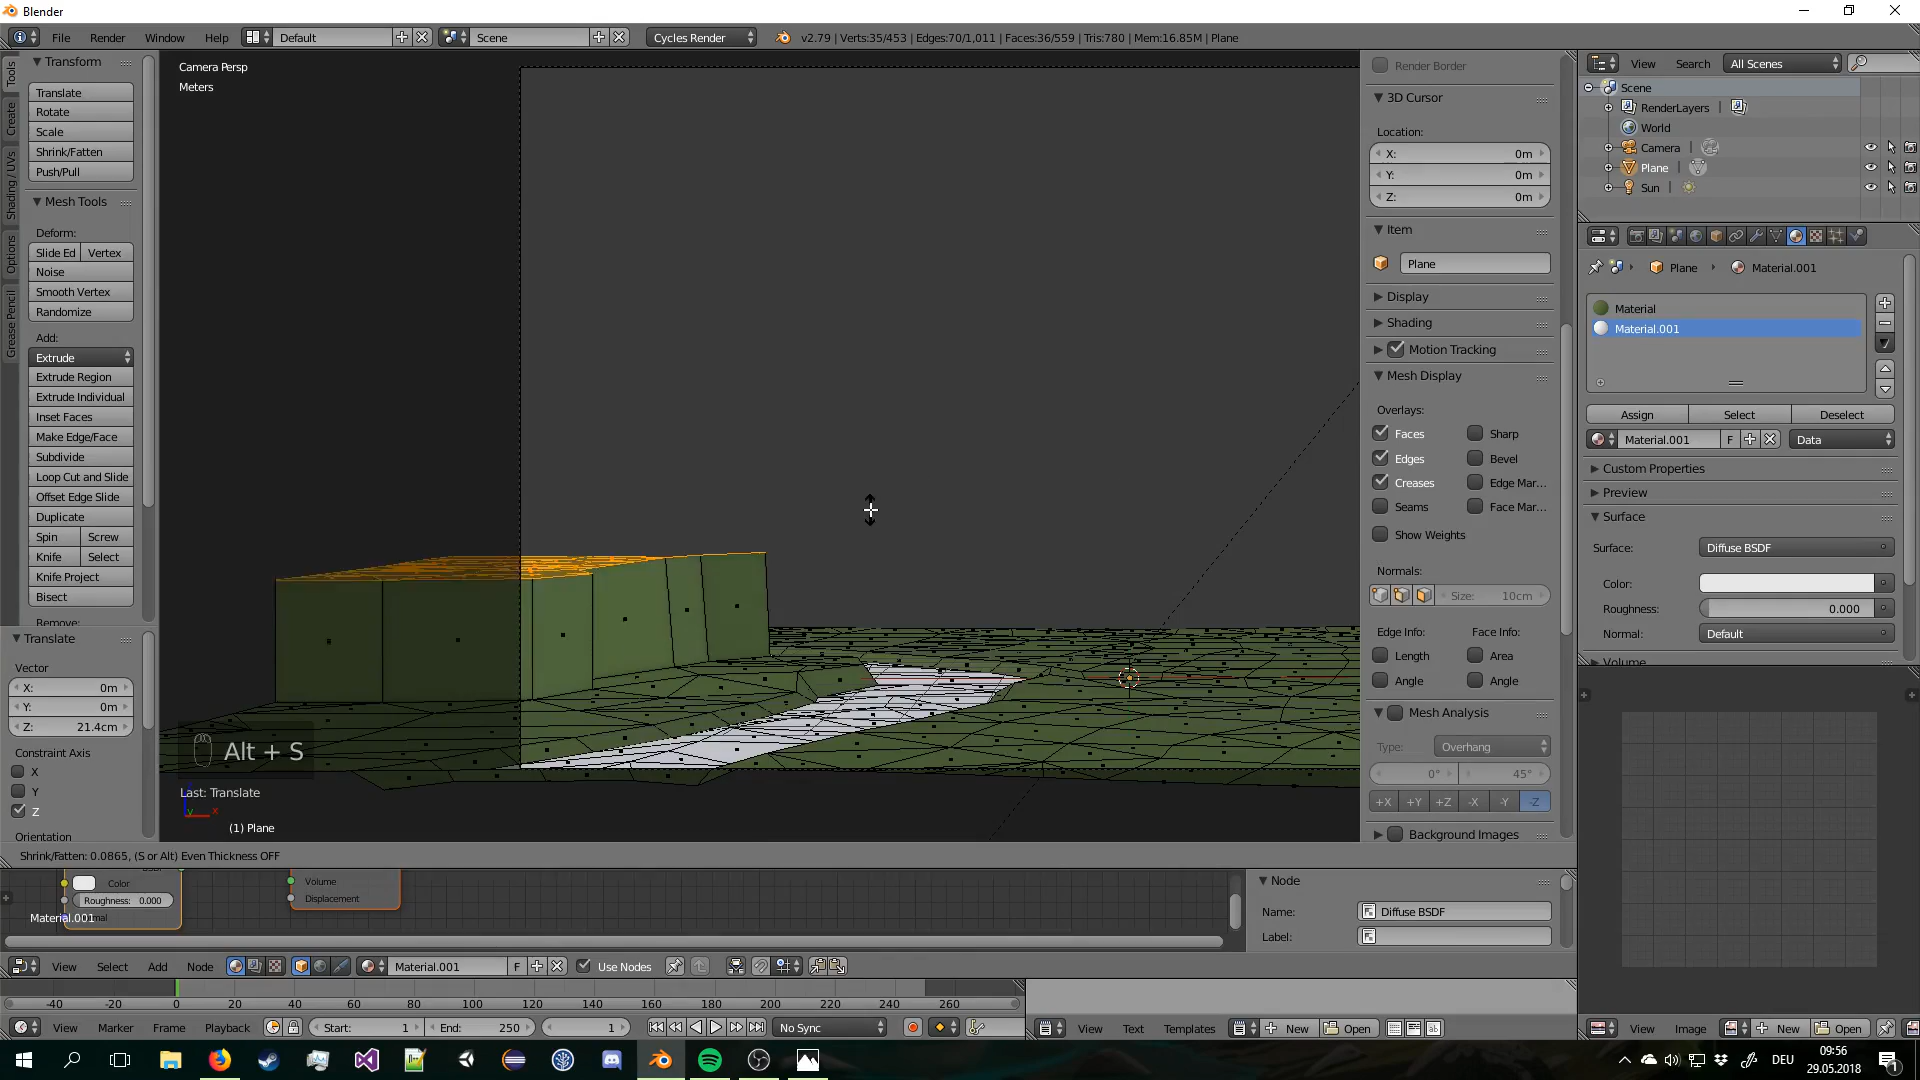 Blender
File Render Window Help Default Scene Cycles Render v2.79 | Verts:35/453 | Edges:70/1,011 | Faces:36/559 | Tris:780 | Mem:16.85M | Plane
Tools
Create
Shading / UVs
Options
Grease Pencil
Transform
Translate
Rotate
Scale
Shrink/Fatten
Push/Pull
Mesh Tools
Deform:
Slide Ed Vertex
Noise
Smooth Vertex
Randomize
Add:
Extrude
Extrude Region
Extrude Individual
Inset Faces
Make Edge/Face
Subdivide
Loop Cut and Slide
Offset Edge Slide
Duplicate
Spin Screw
Knife Select
Knife Project
Bisect
Remove:
Translate
Vector
X: 0m
Y: 0m
Z: 21.4cm
Constraint Axis
X
Y
Z
Orientation
Camera Persp
Meters
Alt + S
Last: Translate
(1) Plane
Shrink/Fatten: 0.0865, (S or Alt) Even Thickness OFF
Render Border
3D Cursor
Location:
X: 0m
Y: 0m
Z: 0m
Item
Plane
Display
Shading
Motion Tracking
Mesh Display
Overlays:
Faces Sharp
Edges Bevel
Creases Edge Mar...
Seams Face Mar...
Show Weights
Normals:
Size: 10cm
Edge Info: Face Info:
Length Area
Angle Angle
Mesh Analysis
Type: Overhang
0° 45°
+X +Y +Z -X -Y -Z
Background Images
View Search All Scenes
Scene
RenderLayers |
World
Camera |
Plane |
Sun |
Plane Material.001
Material
Material.001
Assign Select Deselect
Material.001 F Data
Custom Properties
Preview
Surface
Surface: Diffuse BSDF
Color:
Roughness: 0.000
Normal: Default
Volume
Color
Roughness: 0.000
Material.001
Volume
Displacement
Node
Name: Diffuse BSDF
Label:
View Select Add Node Material.001 F Use Nodes
-40 -20 0 20 40 60 80 100 120 140 160 180 200 220 240 260
View Marker Frame Playback Start: 1 End: 250 1 No Sync
View Text Templates New Open
View Image New Open
DEU
09:56
29.05.2018
1